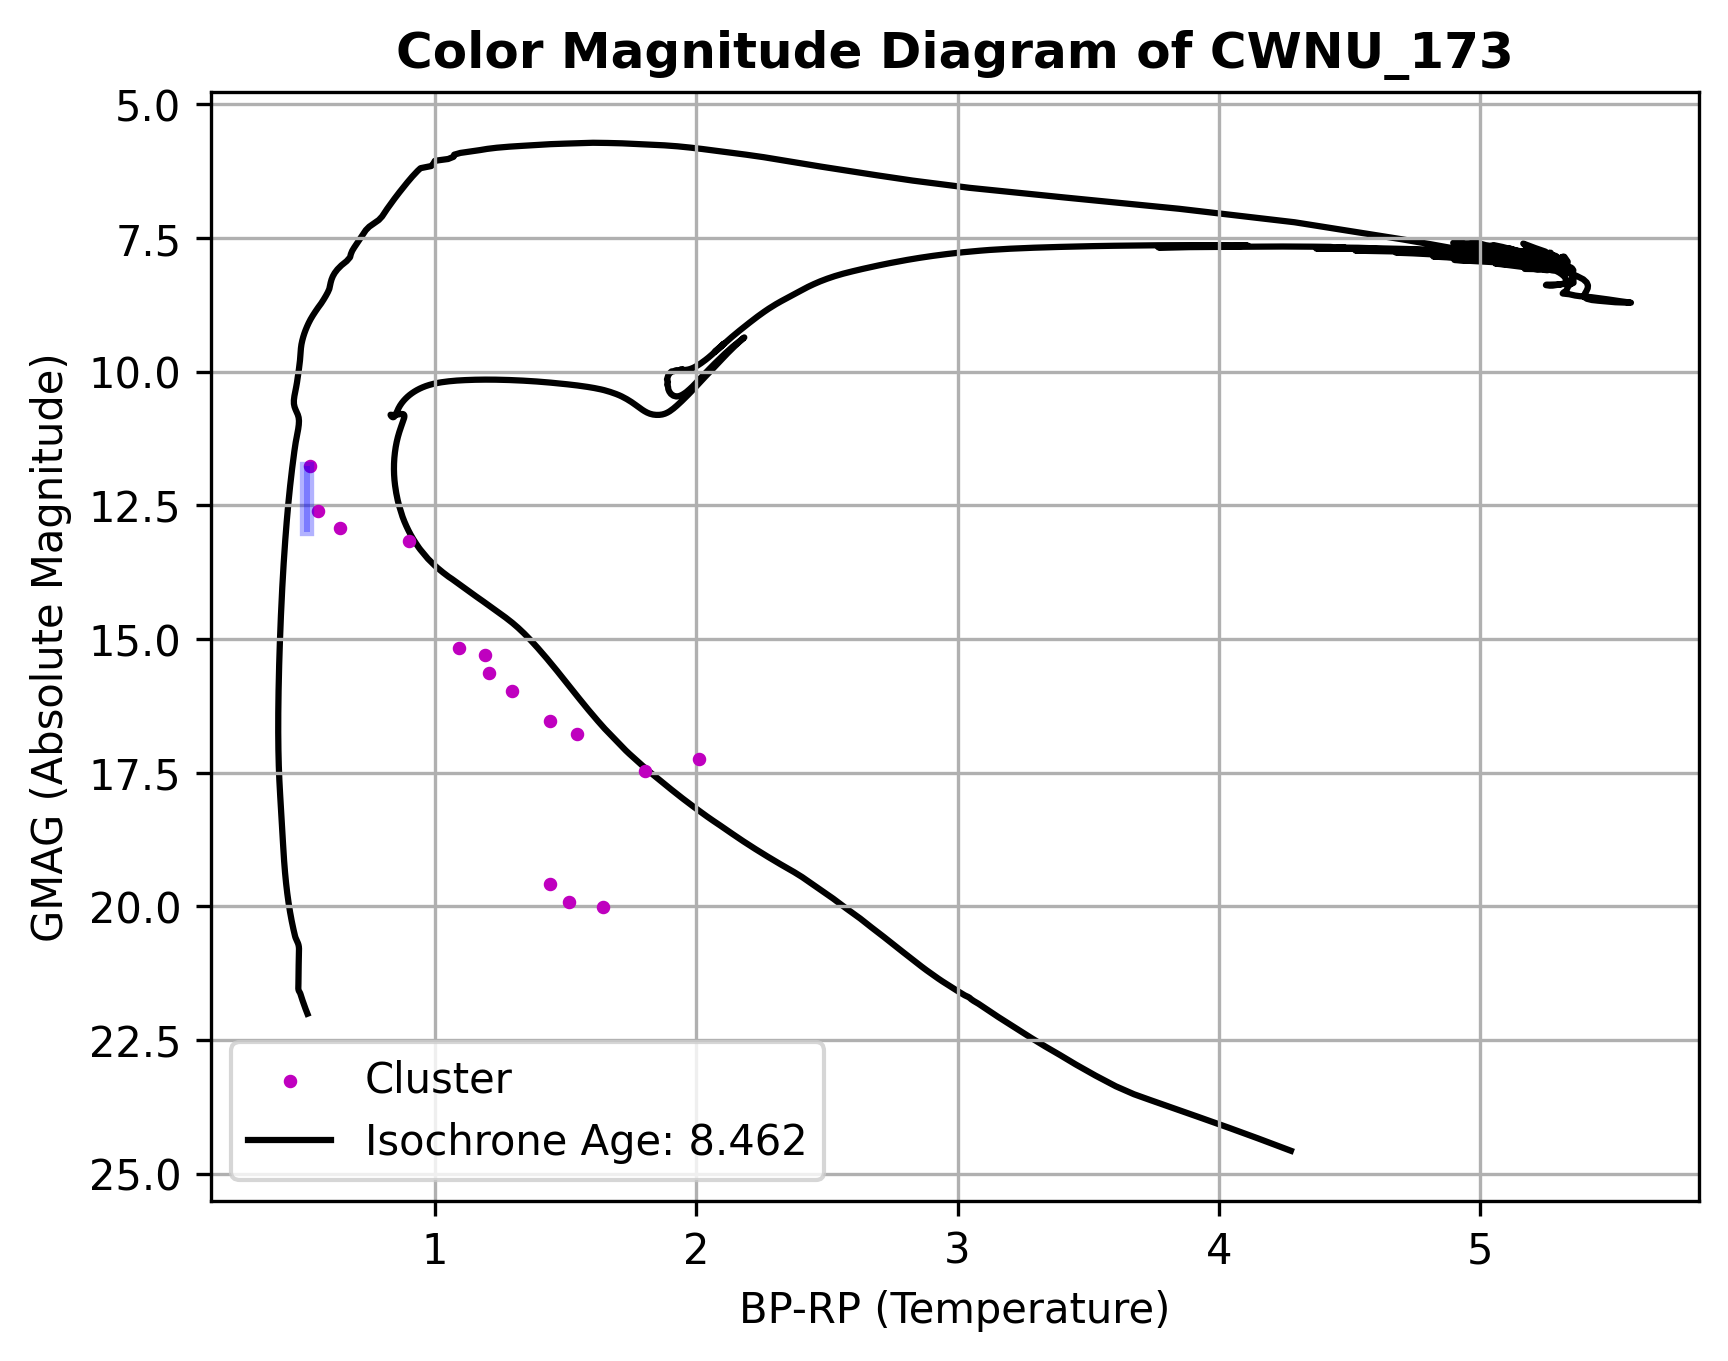 Color Magnitude Diagram of CWNU_173
GMAG (Absolute Magnitude)
5.0
7.5
10.0
12.5
15.0
17.5
20.0
22.5
25.0
Cluster
Isochrone Age: 8.462
1 2 3 4 5
BP-RP (Temperature)